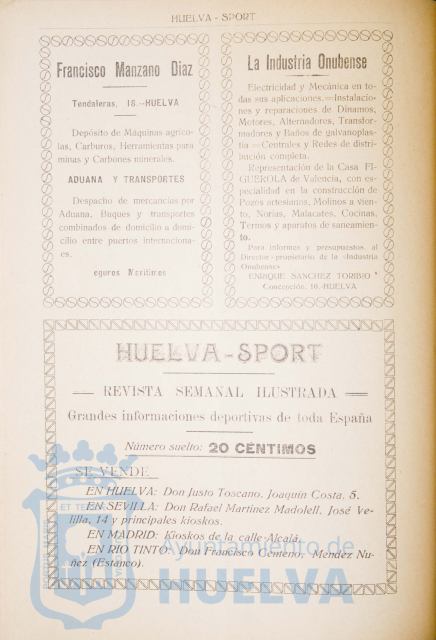 HUELVA - SPORT
Francisco Manzano Diaz
Tendaleras, 18.-HUELVA
Depósito de Máquinas agríco-
las, Carburos, Herramientas para
minas y Carbones minerales.
ADUANA Y TRANSPORTES
Despacho de mercancías por
Aduana, Buques y transportes
combinados de domicilio a domi-
cilio entre puertos internaciona-
es.
eguros Marítimos
La Industria Onubense
Electricidad y Mecánica en to-
das sus aplicaciones.=Instalacio-
nes y reparaciones de Dinamos,
Motores, Alternadores, Transfor-
madores y Baños de galvanoplas-
tia=Centrales y Redes de distri-
bución completa.
Representación de la Casa FI-
GUEROLA de Valencia, con es-
pecialidad en la construcción de
Pozos artesianos, Molinos a vien-
to, Norias, Malacates, Cocinas,
Termos y aparatos de saneamien-
to.
Para informes y presupuestos al
Director-propietario de la «Industria
Onubense»
ENRIQUE SANCHEZ TORIBIO
Concepción, 10.-HUELVA
HUELVA-SPORT
REVISTA SEMANAL ILUSTRADA
Grandes informaciones deportivas de toda España
Número suelto: 20 CENTIMOS
SE VENDE
EN HUELVA: Don Justo Toscano, Joaquín Costa, 5.
EN SEVILLA: Don Rafael Martínez Madolell, José Ve-
lilla, 14 y principales kioskos.
EN MADRID: Kioskos de la calle Alcalá.
EN RIO TINTO: Don Francisco Centeno, Méndez Nu-
ñez (Estanco).
Ayuntamiento de
HUELVA